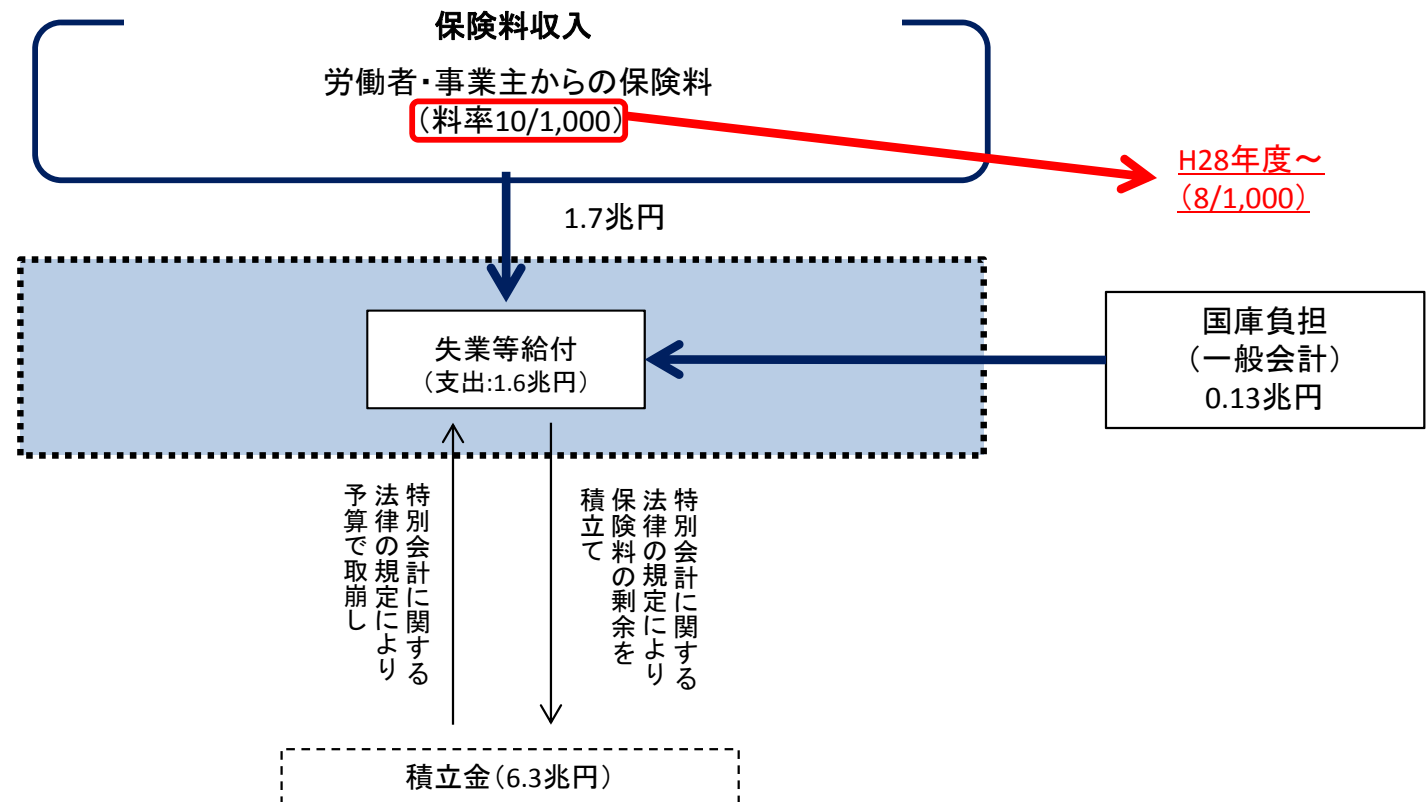 保険料収入
労働者・事業主からの保険料
（料率10/1,000）
H28年度～
（8/1,000）
1.7兆円
失業等給付
（支出:1.6兆円）
国庫負担
（一般会計）
0.13兆円
特別会計に関する
法律の規定により
予算で取崩し
特別会計に関する
法律の規定により
保険料の剰余を
積立て
積立金（6.3兆円）